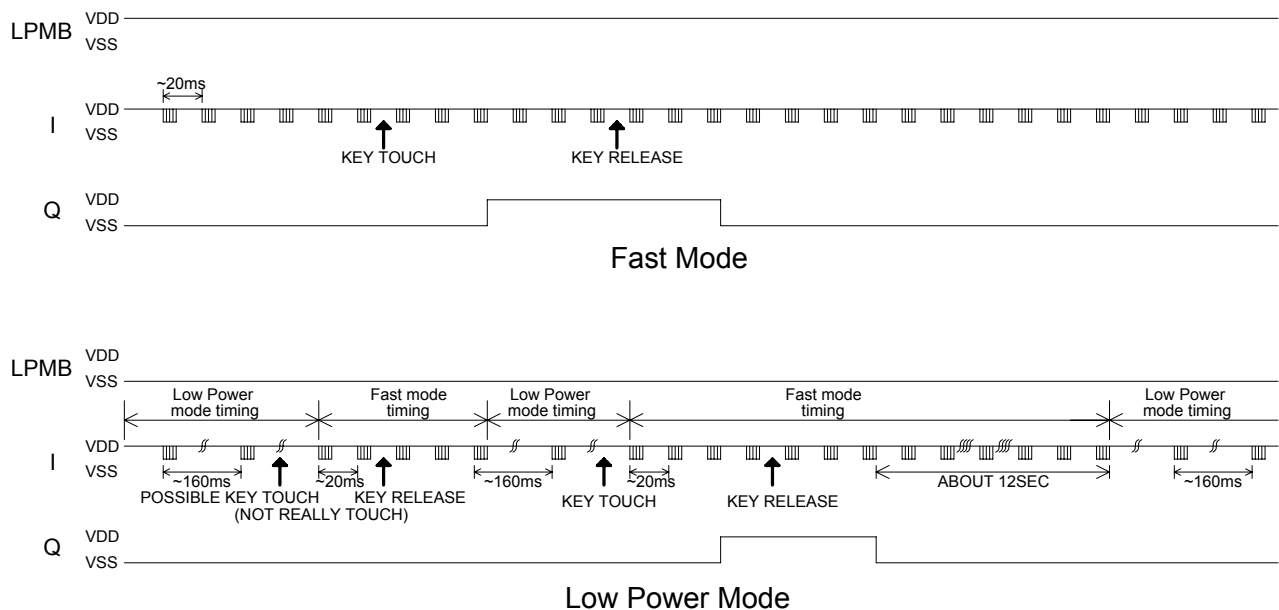 LPMB
VDD
VSS
~20ms
I
VDD
VSS
KEY TOUCH
KEY RELEASE
Q
VDD
VSS
Fast Mode
LPMB
VDD
VSS
Low Power
mode timing
Fast mode
timing
Low Power
mode timing
Fast mode
timing
Low Power
mode timing
I
VDD
VSS
~160ms
POSSIBLE KEY TOUCH
(NOT REALLY TOUCH)
~20ms
KEY RELEASE
~160ms
KEY TOUCH
~20ms
KEY RELEASE
ABOUT 12SEC
~160ms
Q
VDD
VSS
Low Power Mode